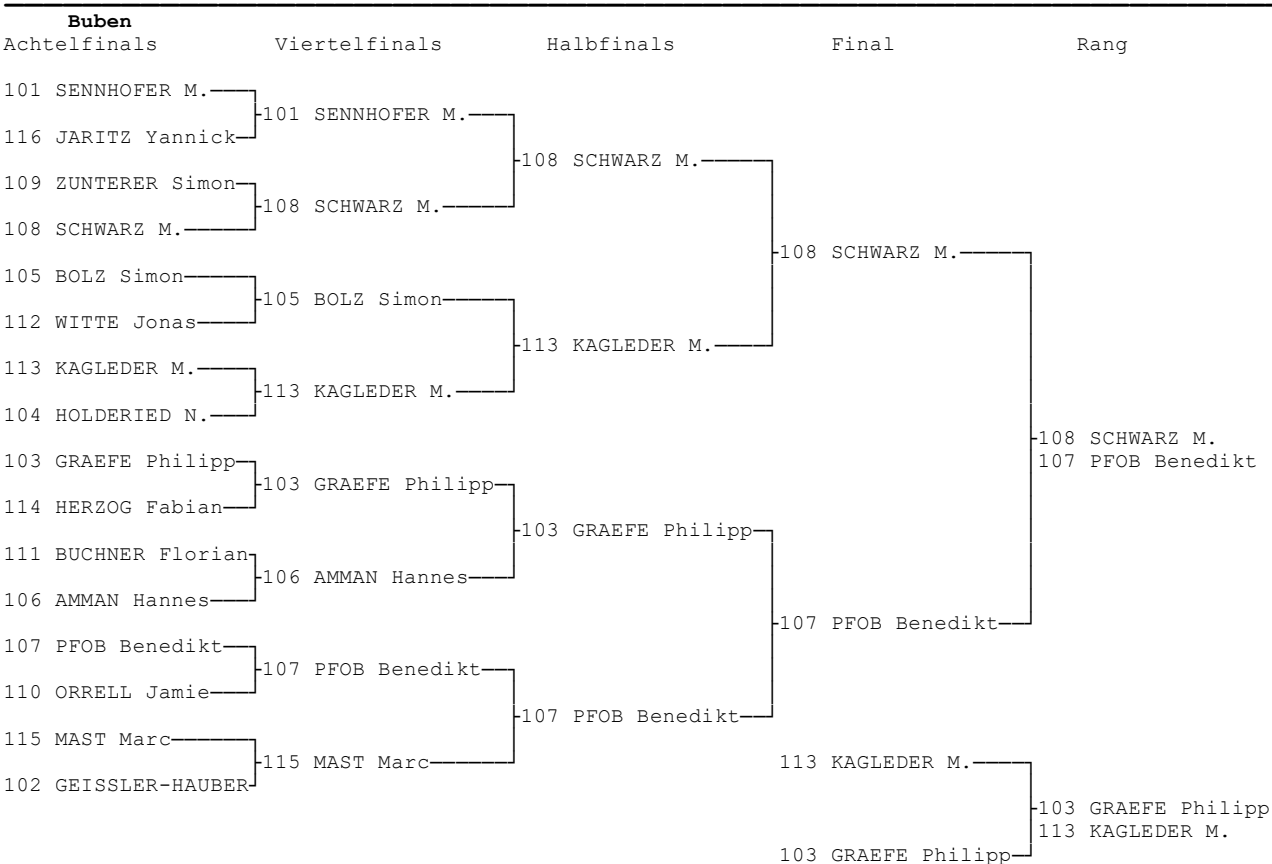 Buben
Achtelfinals Viertelfinals Halbfinals Final Rang
101 SENNHOFER M.
101 SENNHOFER M.
116 JARITZ Yannick
108 SCHWARZ M.
109 ZUNTERER Simon
108 SCHWARZ M.
108 SCHWARZ M.
108 SCHWARZ M.
105 BOLZ Simon
105 BOLZ Simon
112 WITTE Jonas
113 KAGLEDER M.
113 KAGLEDER M.
113 KAGLEDER M.
104 HOLDERIED N.
108 SCHWARZ M.
103 GRAEFE Philipp 107 PFOB Benedikt
103 GRAEFE Philipp
114 HERZOG Fabian
103 GRAEFE Philipp
111 BUCHNER Florian
106 AMMAN Hannes
106 AMMAN Hannes
107 PFOB Benedikt
107 PFOB Benedikt
107 PFOB Benedikt
110 ORRELL Jamie
107 PFOB Benedikt
115 MAST Marc
115 MAST Marc 113 KAGLEDER M.
102 GEISSLER-HAUBER
103 GRAEFE Philipp
113 KAGLEDER M.
103 GRAEFE Philipp